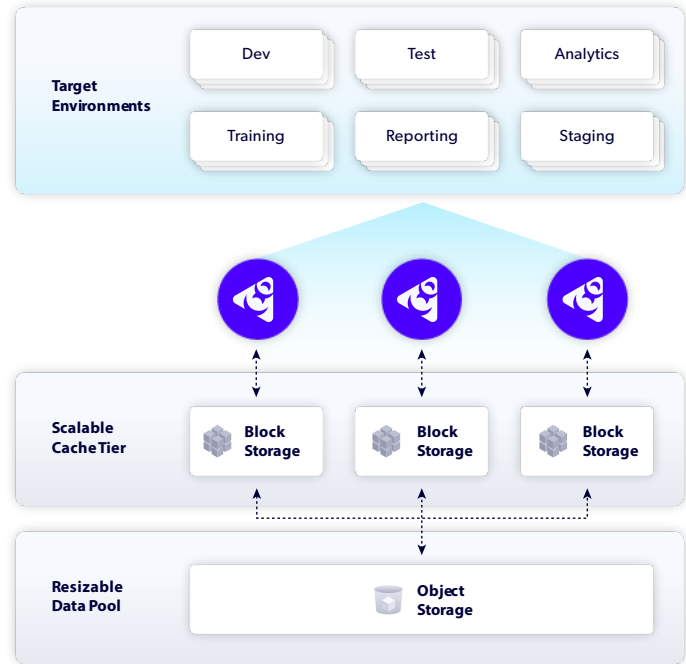 Target
Environments
Dev
Test
Analytics
Training
Reporting
Staging
Scalable
Cache Tier
Block
Storage
Block
Storage
Block
Storage
Resizable
Data Pool
Object
Storage